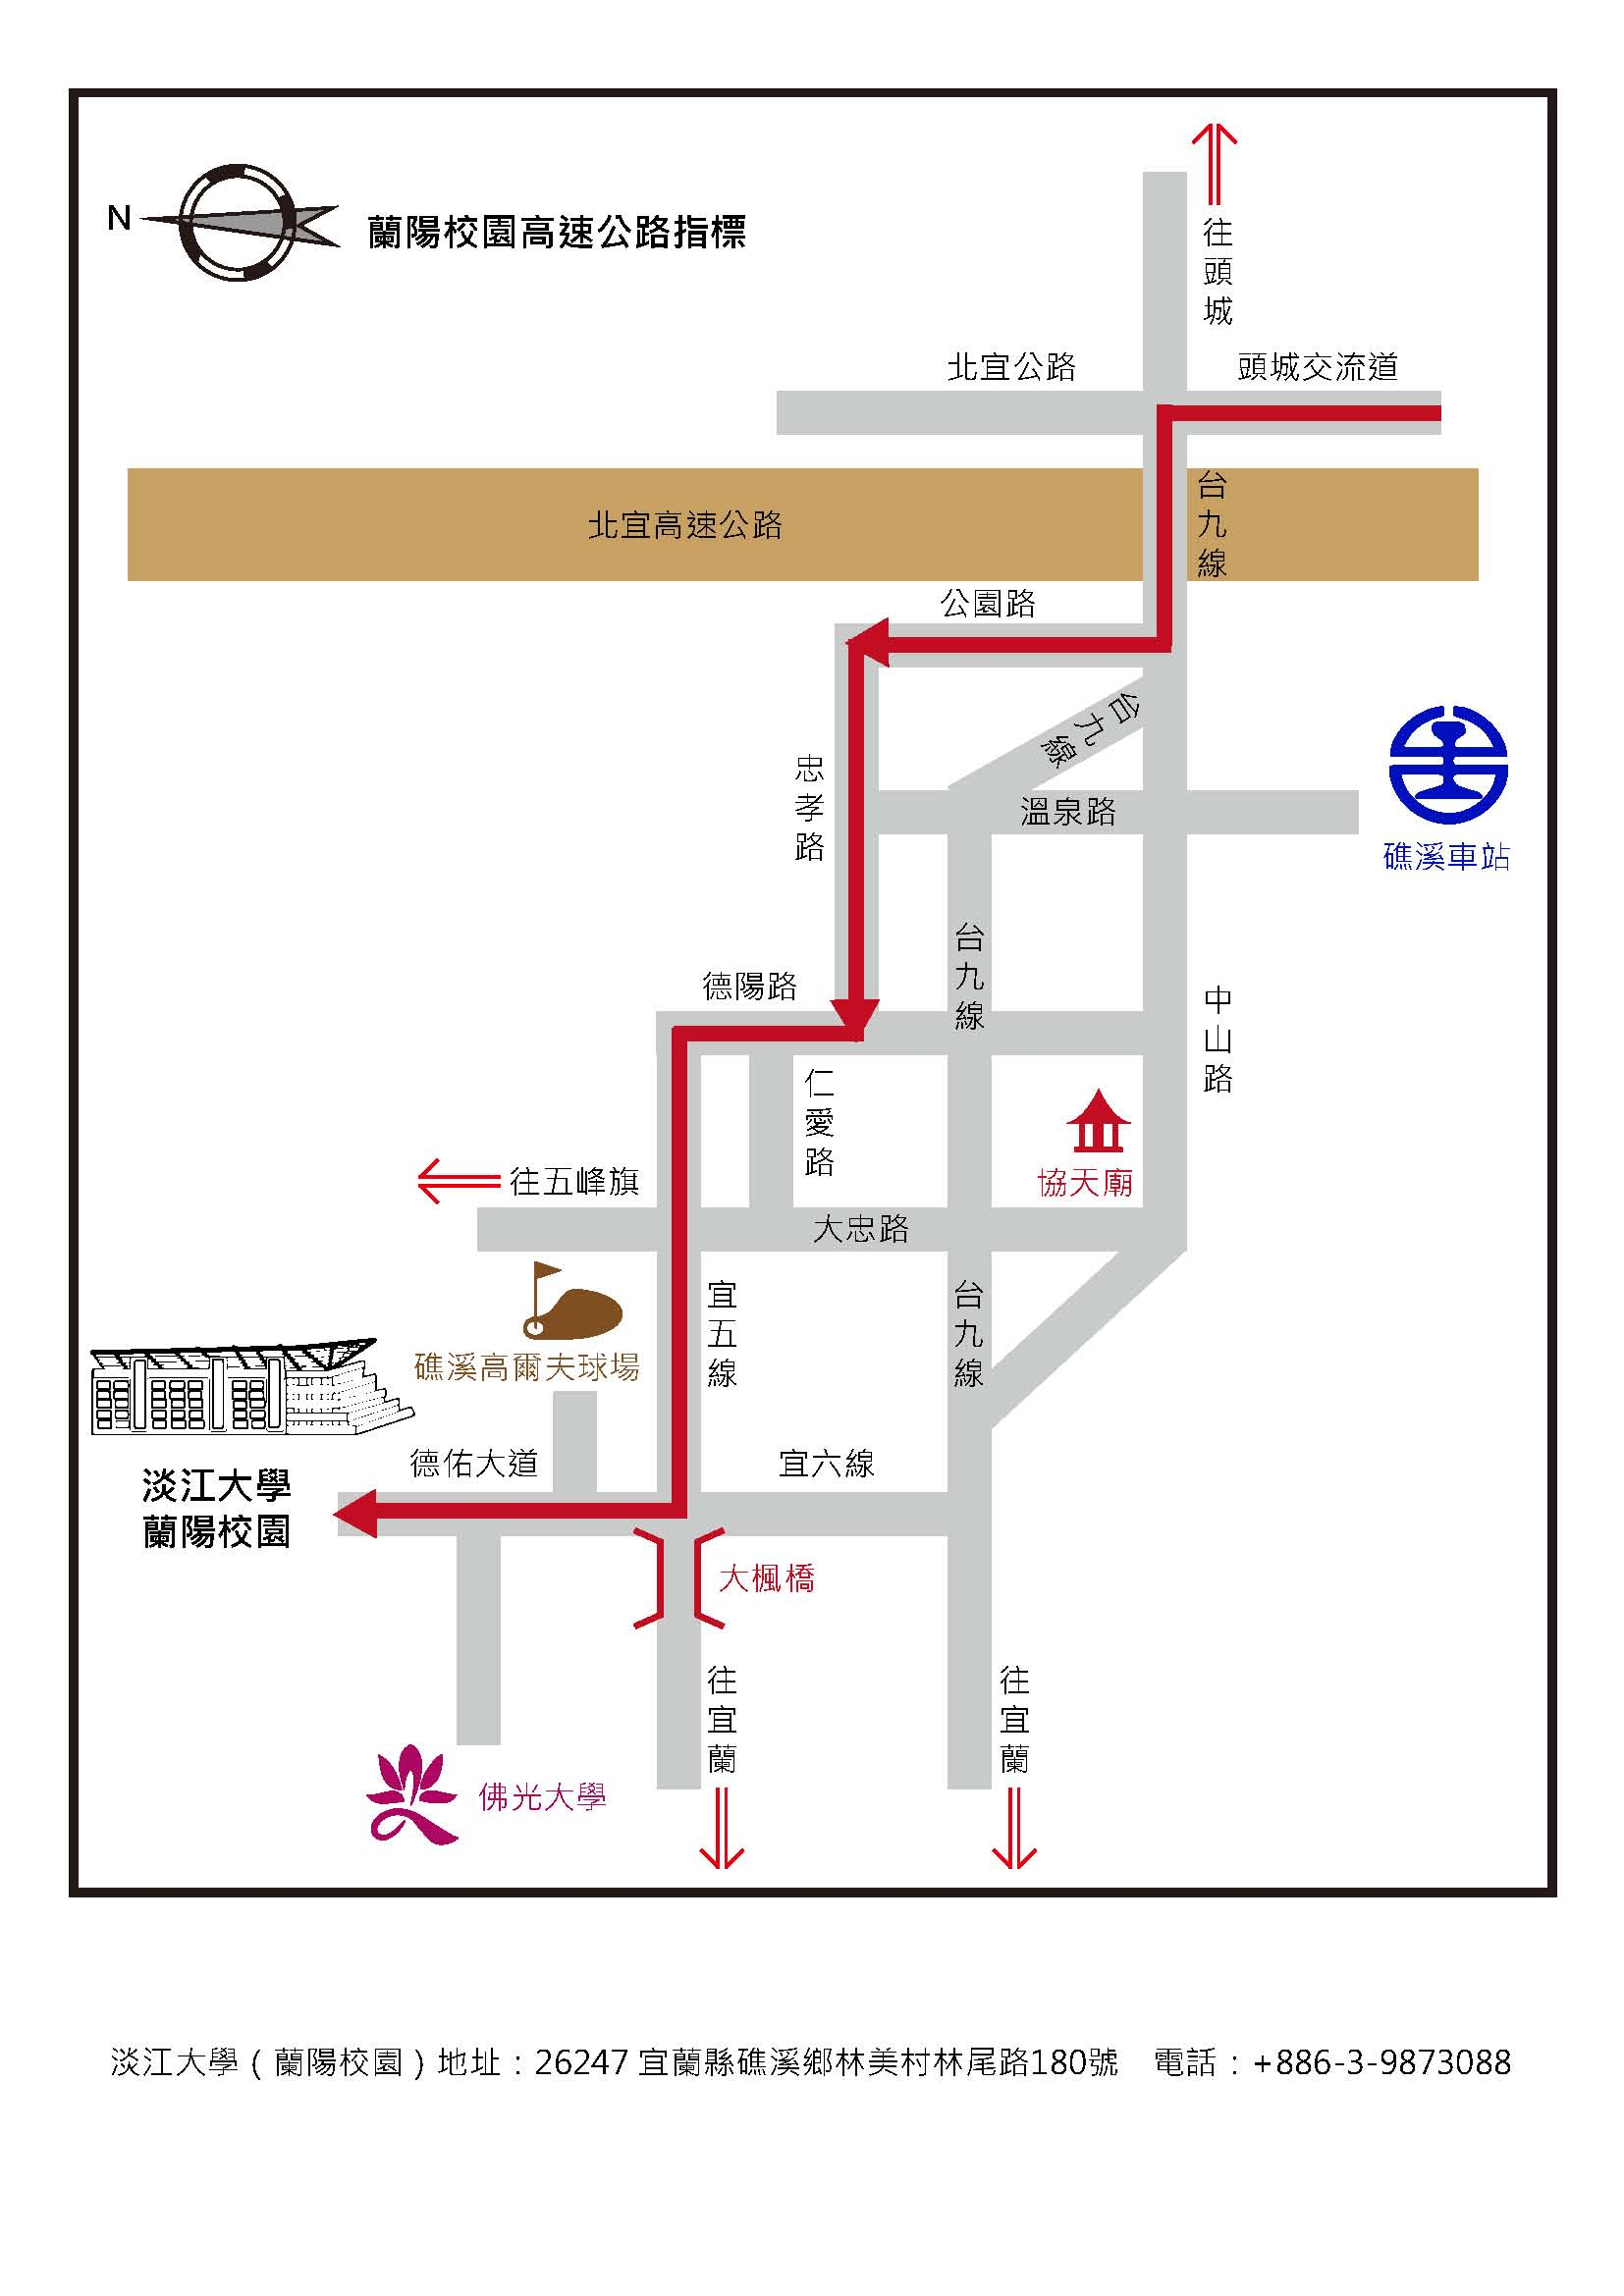 N
蘭陽校園高速公路指標
往頭城
北宜公路
頭城交流道
台九線
北宜高速公路
公園路
台九線
忠孝路
溫泉路
礁溪車站
台九線
德陽路
中山路
仁愛路
協天廟
往五峰旗
大忠路
宜五線
台九線
礁溪高爾夫球場
德佑大道
宜六線
淡江大學
蘭陽校園
大楓橋
往宜蘭
往宜蘭
佛光大學
淡江大學（蘭陽校園）地址：26247 宜蘭縣礁溪鄉林美村林尾路180號　電話：+886-3-9873088